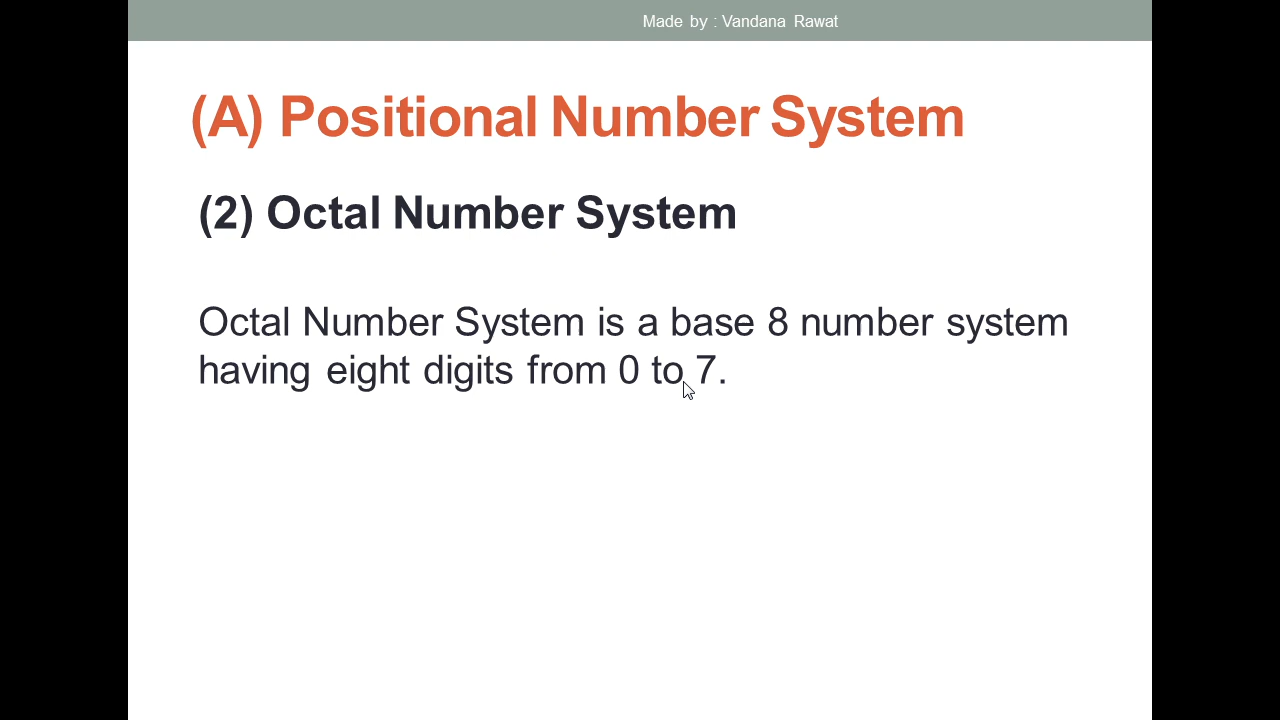 Made by : Vandana Rawat
(A) Positional Number System
(2) Octal Number System
Octal Number System is a base 8 number system
having eight digits from 0 to 7.